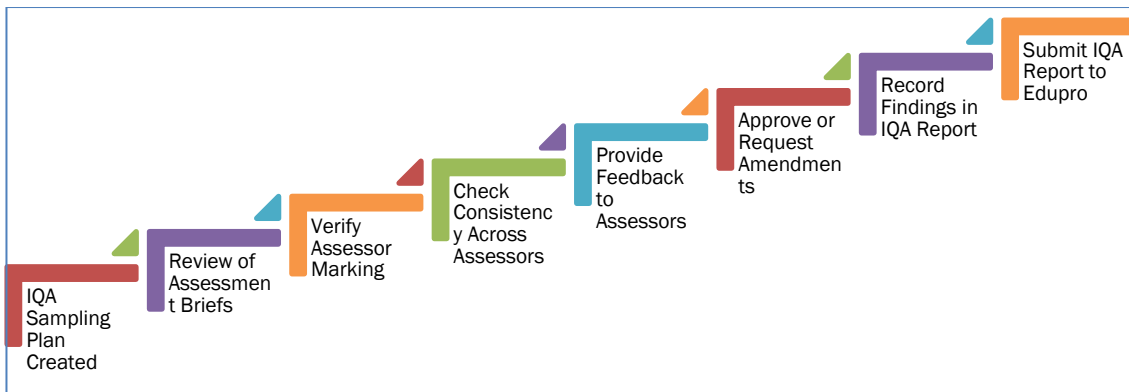 IQA
Sampling
Plan
Created
Review of
Assessmen
t Briefs
Verify
Assessor
Marking
Check
Consistenc
y Across
Assessors
Provide
Feedback
to
Assessors
Approve or
Request
Amendmen
ts
Record
Findings in
IQA Report
Submit IQA
Report to
Edupro